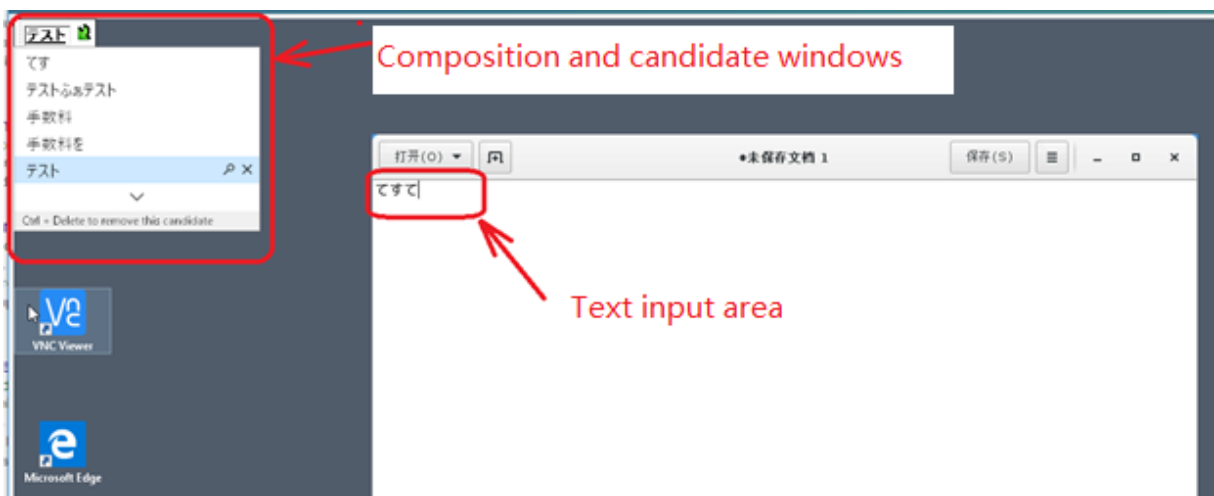 テスト
てす
テストふぁテスト
手数料
手数料を
テスト
Ctrl + Delete to remove this candidate
Composition and candidate windows
打开(O)
•未保存文档 1
保存(S)
てすて
Text input area
VNC Viewer
Microsoft Edge